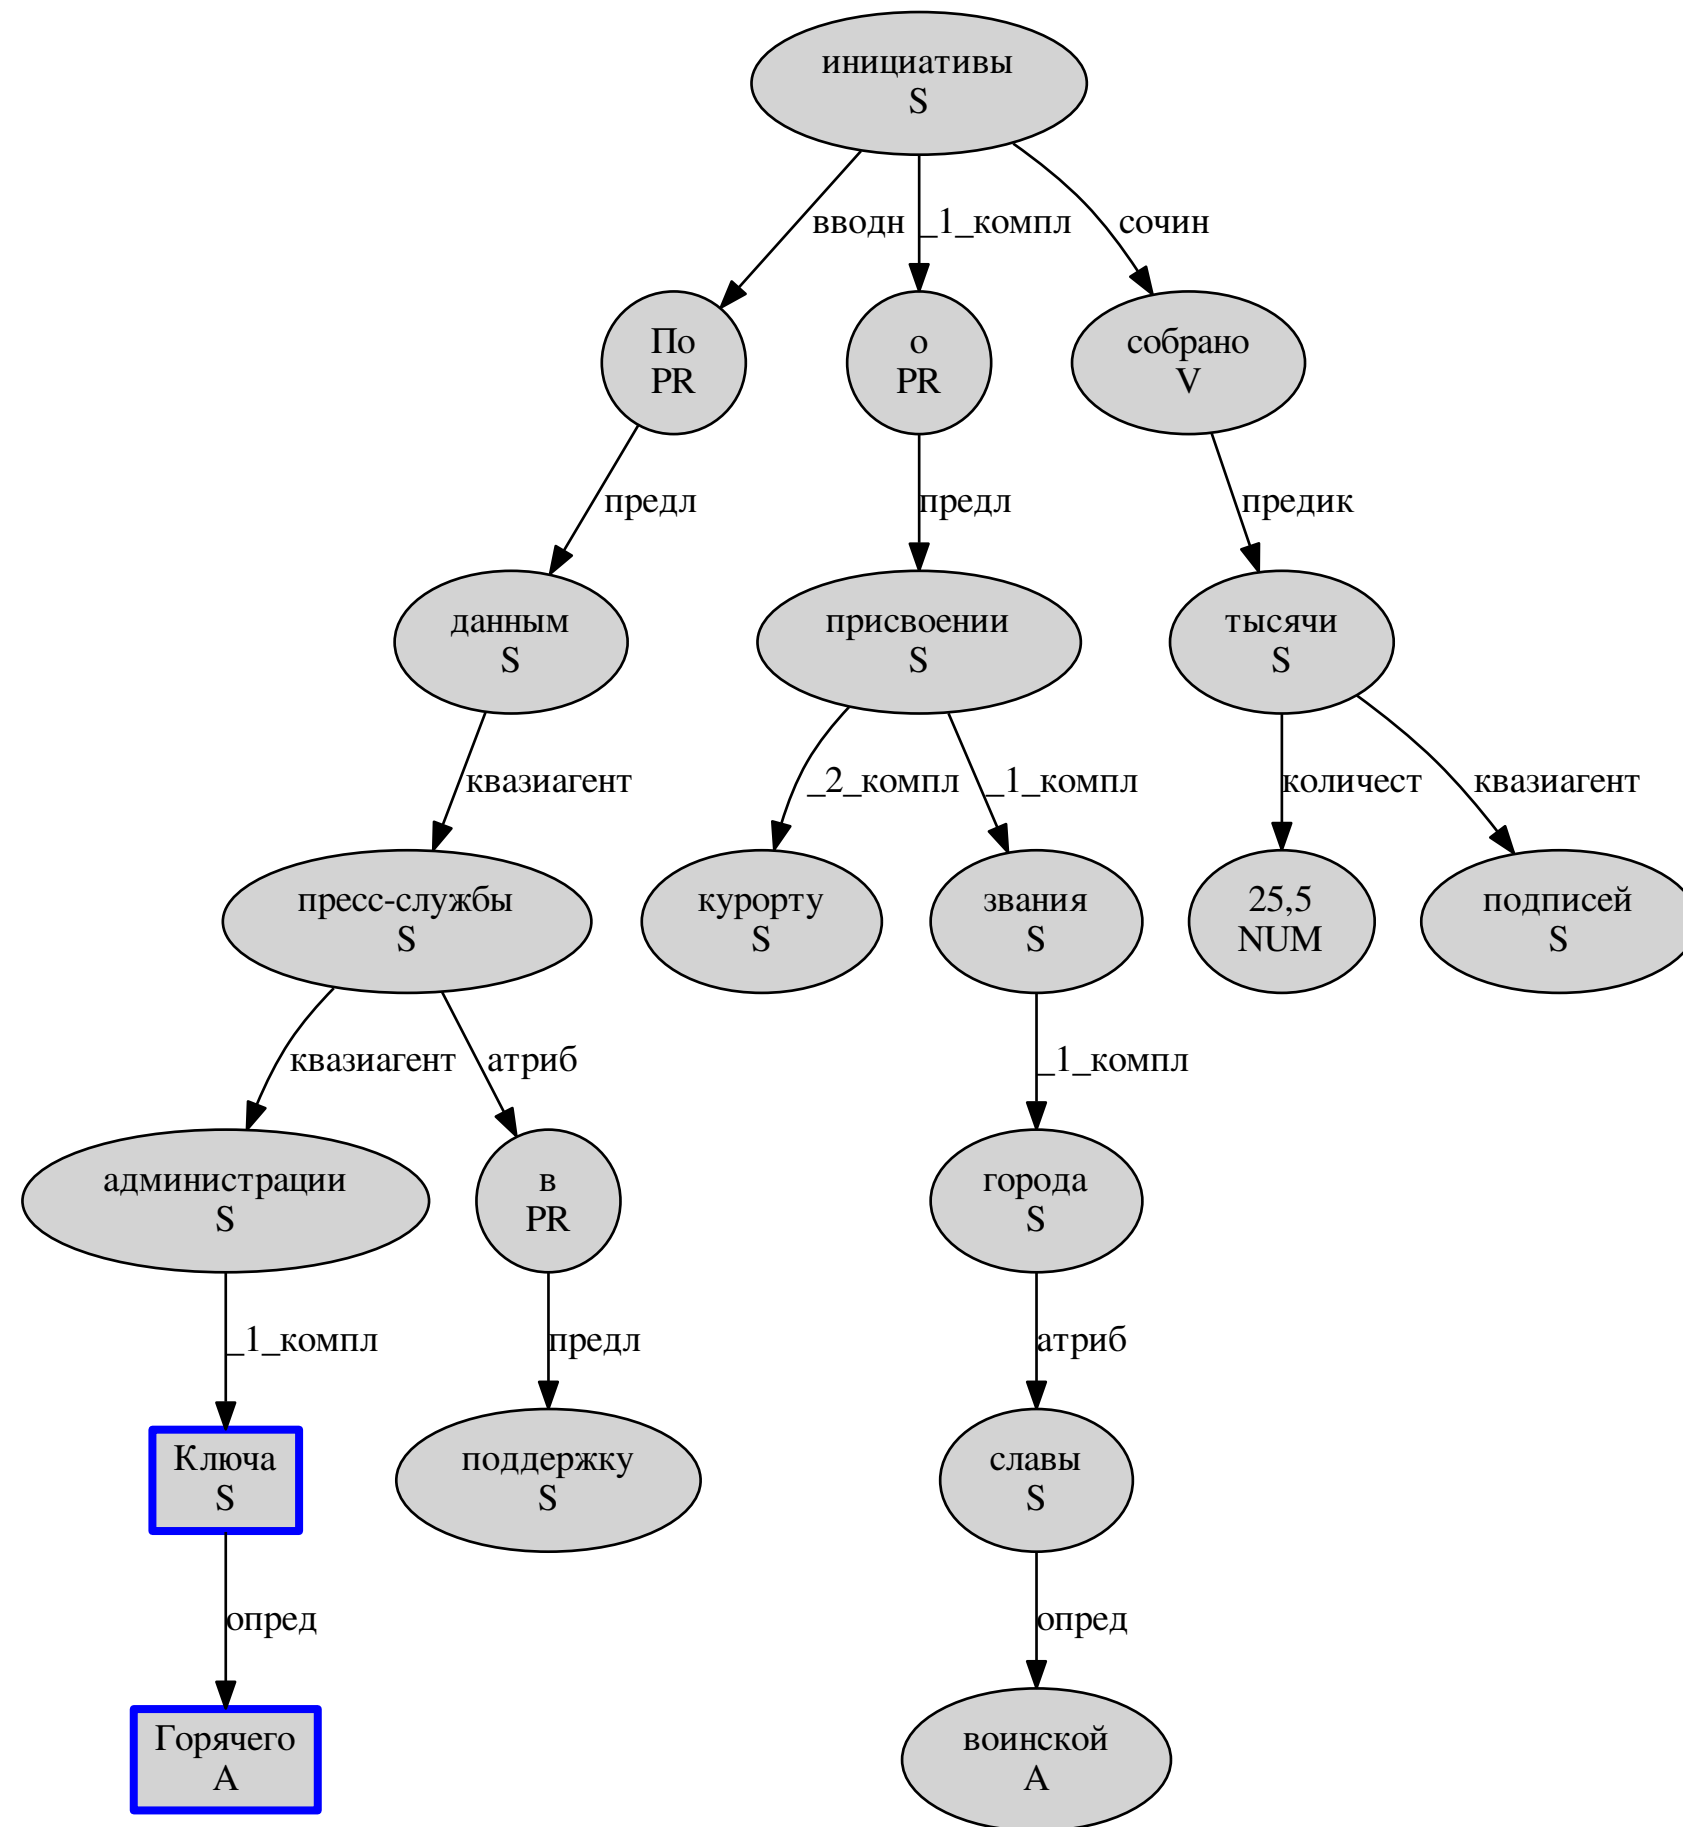 инициативы
S
вводн
_1_компл
сочин
По
PR
о
PR
собрано
V
предл
предл
предик
данным
S
присвоении
S
тысячи
S
квазиагент
_2_компл
_1_компл
количест
квазиагент
пресс-службы
S
курорту
S
звания
S
25,5
NUM
подписей
S
квазиагент
атриб
_1_компл
администрации
S
в
PR
города
S
_1_компл
предл
атриб
Ключа
S
поддержку
S
славы
S
опред
опред
Горячего
A
воинской
A